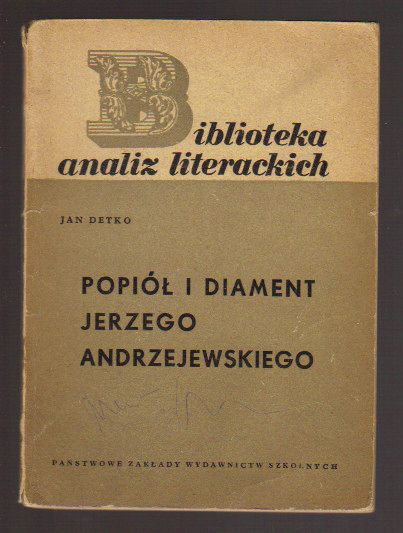 Biblioteka
analiz literackich
JAN DETKO
POPIÓŁ I DIAMENT
JERZEGO
ANDRZEJEWSKIEGO
PAŃSTWOWE ZAKŁADY WYDAWNICTW SZKOLNYCH